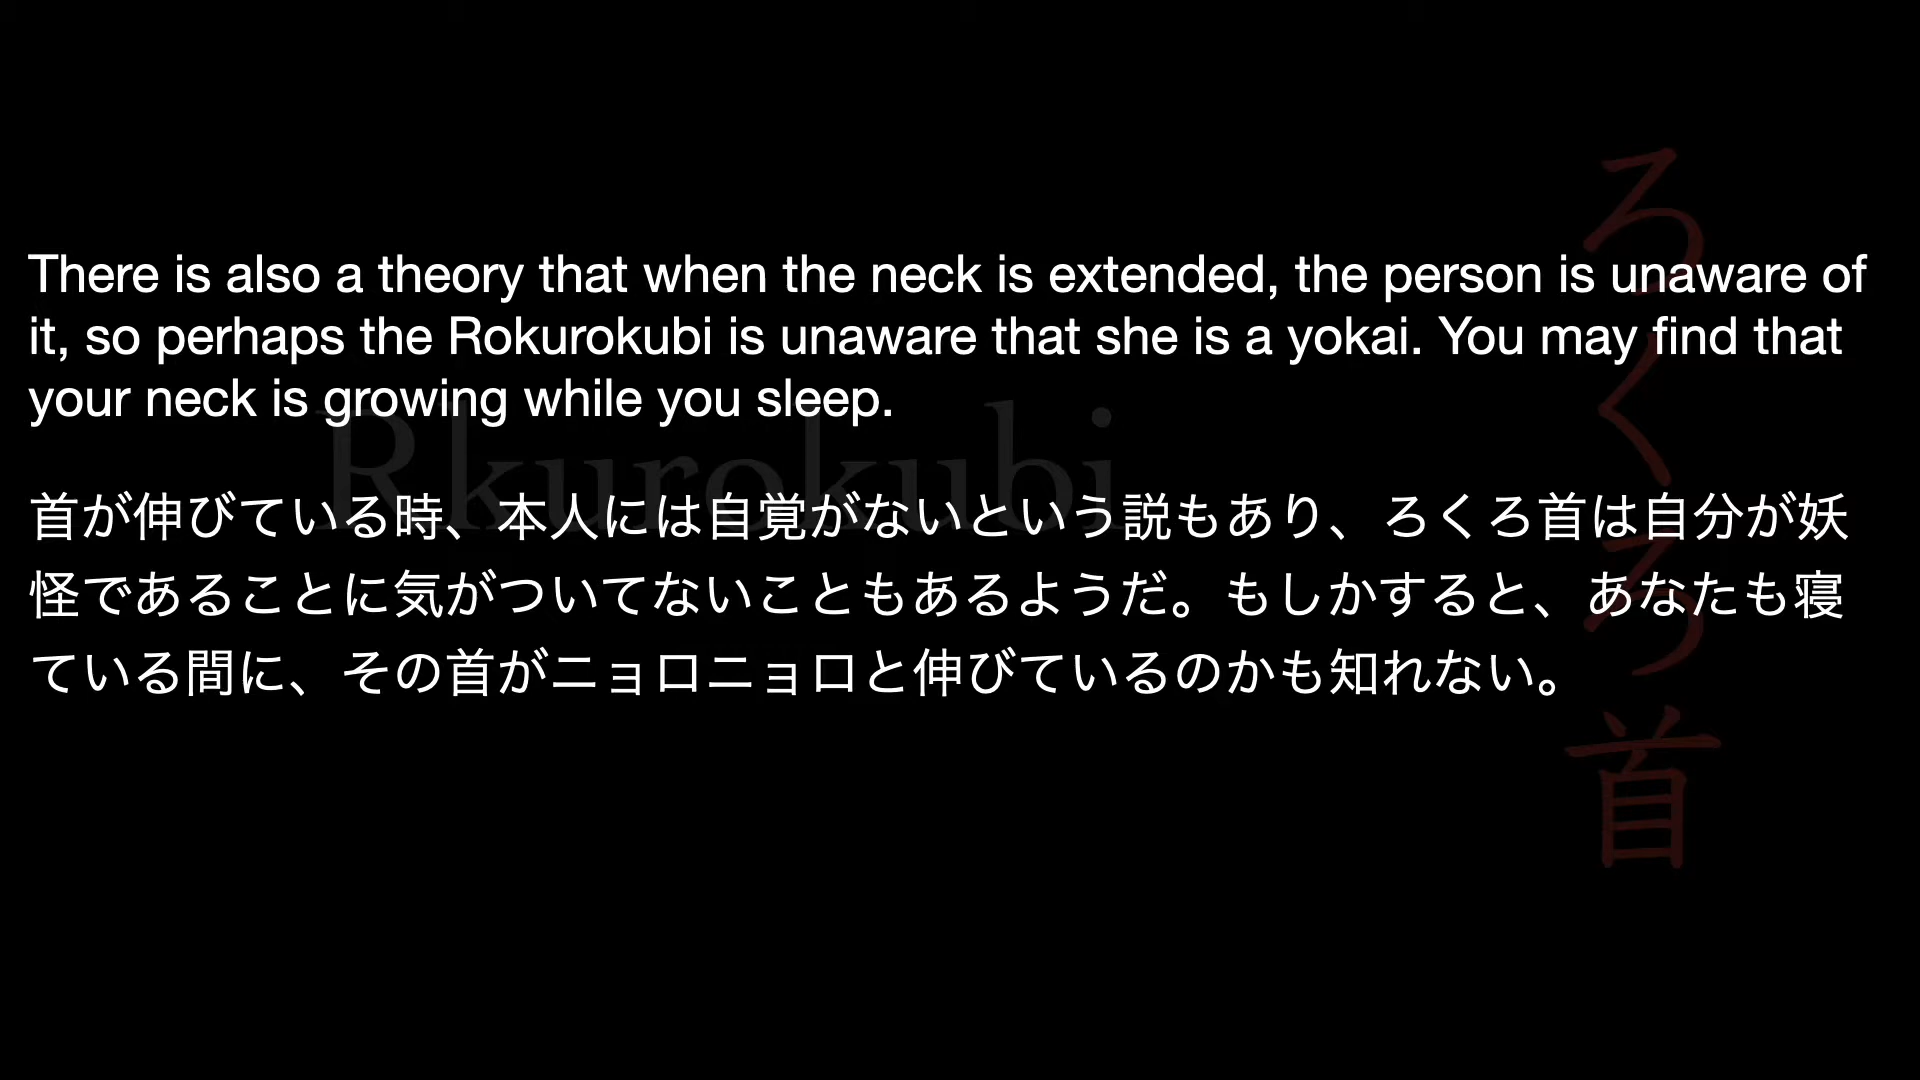 There is also a theory that when the neck is extended, the person is unaware of
it, so perhaps the Rokurokubi is unaware that she is a yokai. You may find that
your neck is growing while you sleep.
Rkurokubi
首が伸びている時、本人には自覚がないという説もあり、ろくろ首は自分が妖
怪であることに気がついてないこともあるようだ。もしかすると、あなたも寝
ている間に、その首がニョロニョロと伸びているのかも知れない。
ろくろ首